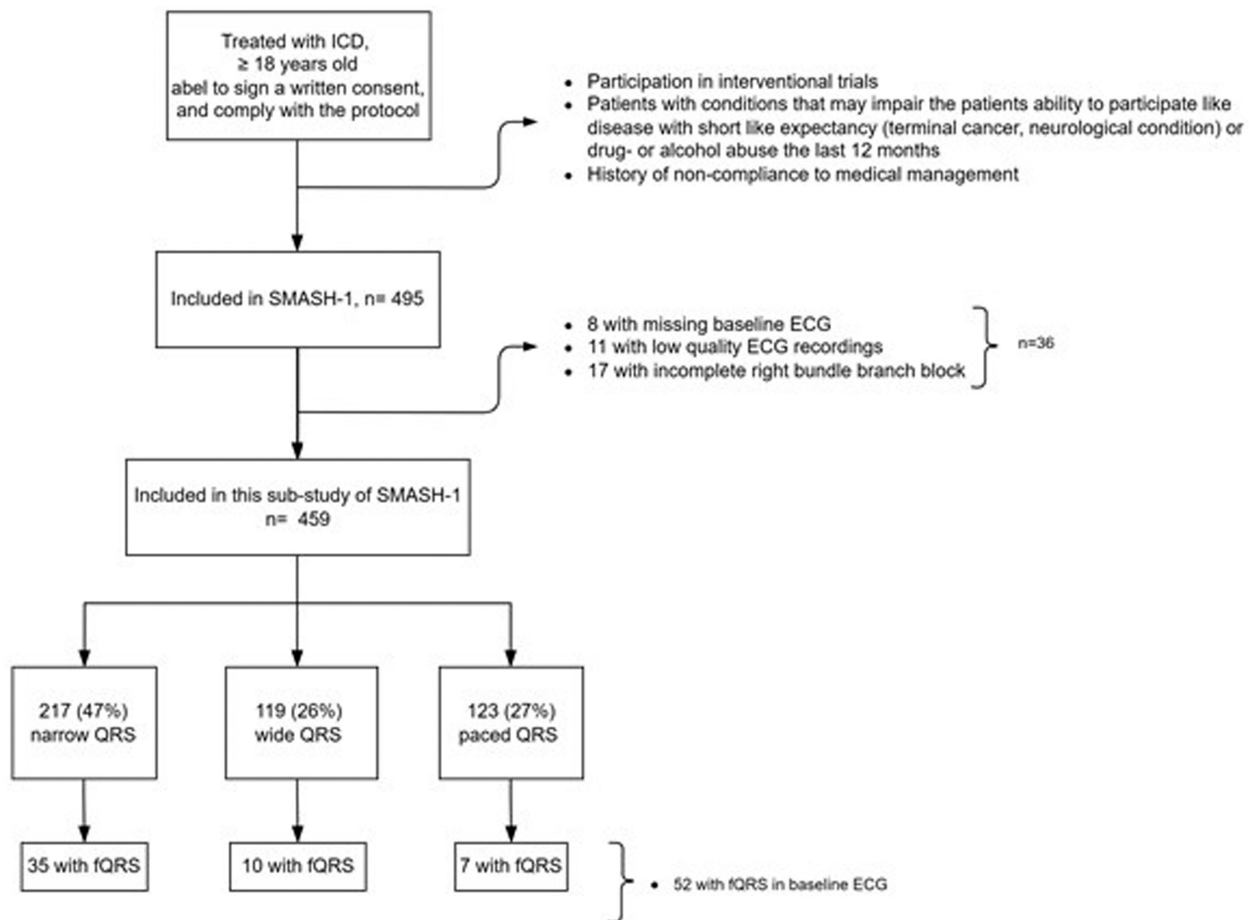 Treated with ICD,
≥ 18 years old
abel to sign a written consent,
and comply with the protocol
• Participation in interventional trials
• Patients with conditions that may impair the patients ability to participate like
disease with short like expectancy (terminal cancer, neurological condition) or
drug- or alcohol abuse the last 12 months
• History of non-compliance to medical management
Included in SMASH-1, n= 495
• 8 with missing baseline ECG
• 11 with low quality ECG recordings
• 17 with incomplete right bundle branch block
n=36
Included in this sub-study of SMASH-1
n= 459
217 (47%)
narrow QRS
119 (26%)
wide QRS
123 (27%)
paced QRS
35 with fQRS
10 with fQRS
7 with fQRS
• 52 with fQRS in baseline ECG